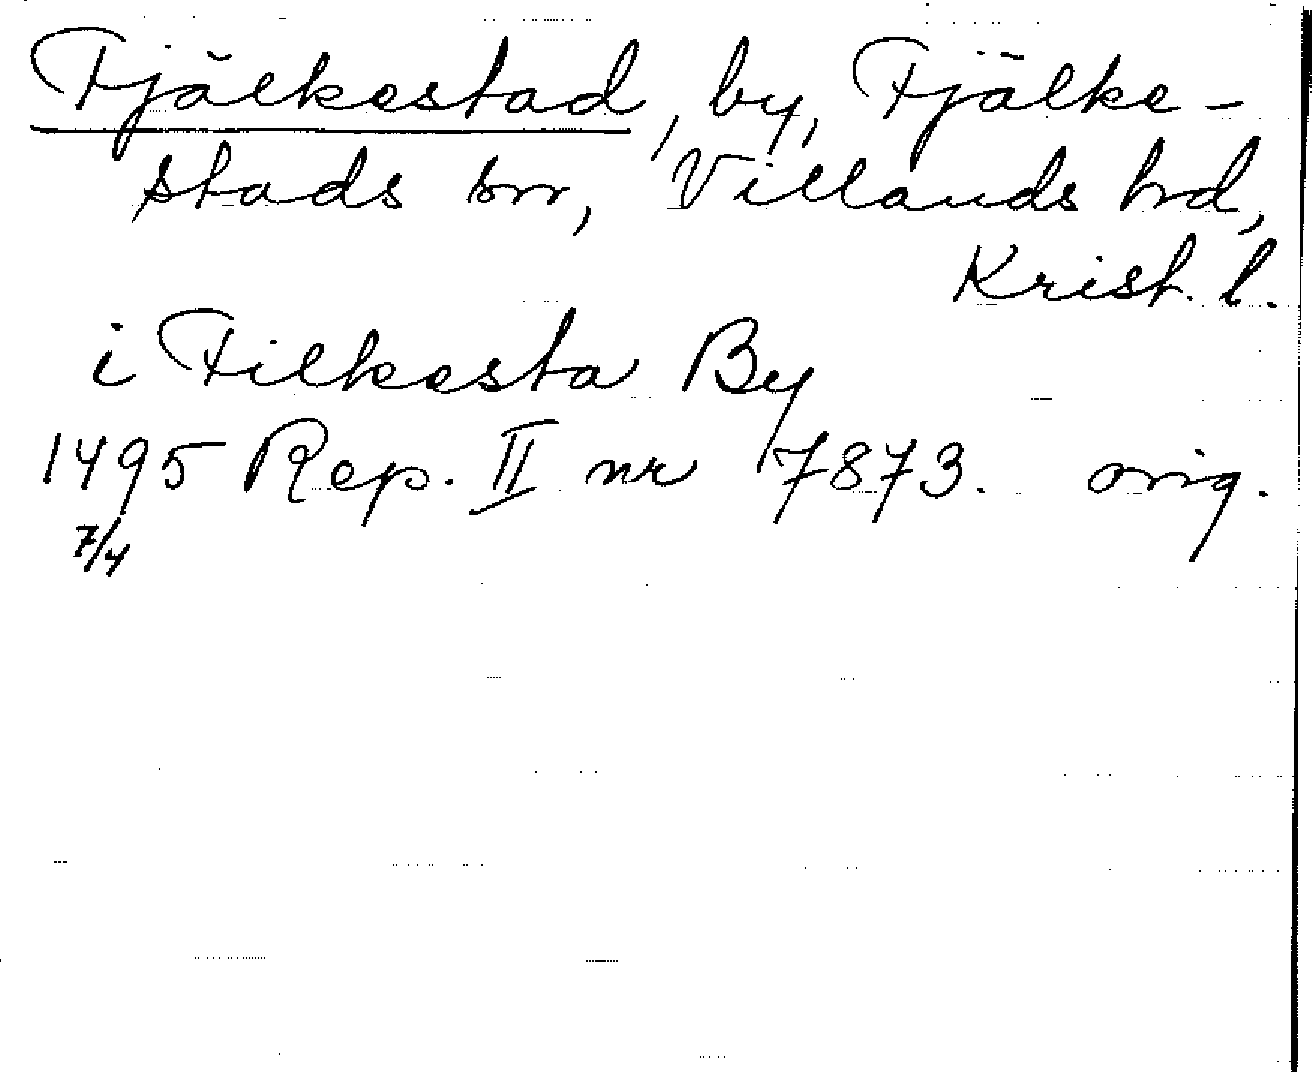 Fjälkestad, by, Fjälke-
stads sn, Villands hd,
Krist. l.
i Filkesta By
1495 Rep. II nr 7873. orig.
7/4